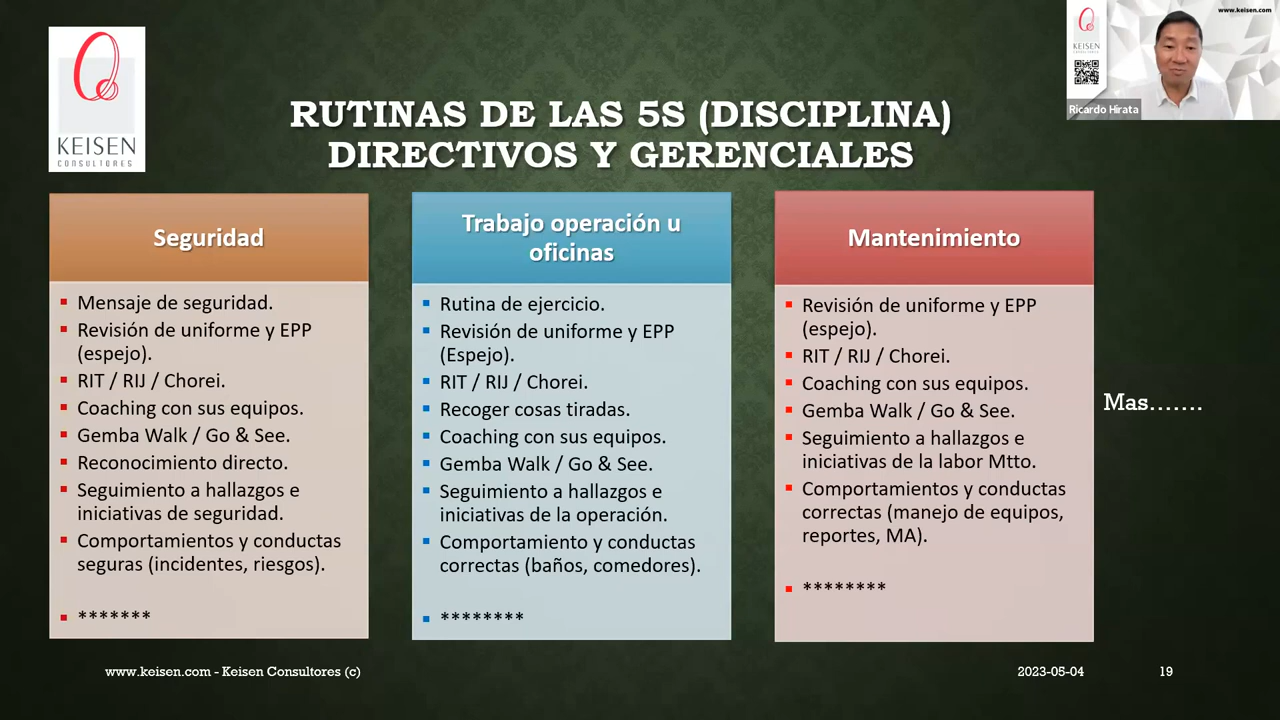 www.keisen.com
KEISEN
CONSULTORES
KEISEN
Ricardo Hirata
RUTINAS DE LAS 5S (DISCIPLINA)
DIRECTIVOS Y GERENCIALES
Seguridad
Mensaje de seguridad.
Revisión de uniforme y EPP
(espejo).
RIT / RIJ / Chorei.
Coaching con sus equipos.
Gemba Walk / Go & See.
Reconocimiento directo.
Seguimiento a hallazgos e
iniciativas de seguridad.
Comportamientos y conductas
seguras (incidentes, riesgos).
*******
Trabajo operación u
oficinas
Rutina de ejercicio.
Revisión de uniforme y EPP
(Espejo).
RIT / RIJ / Chorei.
Recoger cosas tiradas.
Coaching con sus equipos.
Gemba Walk / Go & See.
Seguimiento a hallazgos e
iniciativas de la operación.
Comportamiento y conductas
correctas (baños, comedores).
********
Mantenimiento
Revisión de uniforme y EPP
(espejo).
RIT / RIJ / Chorei.
Coaching con sus equipos.
Gemba Walk / Go & See.
Seguimiento a hallazgos e
iniciativas de la labor Mtto.
Comportamientos y conductas
correctas (manejo de equipos,
reportes, MA).
********
Mas.......
www.keisen.com - Keisen Consultores (c)
2023-05-04
19